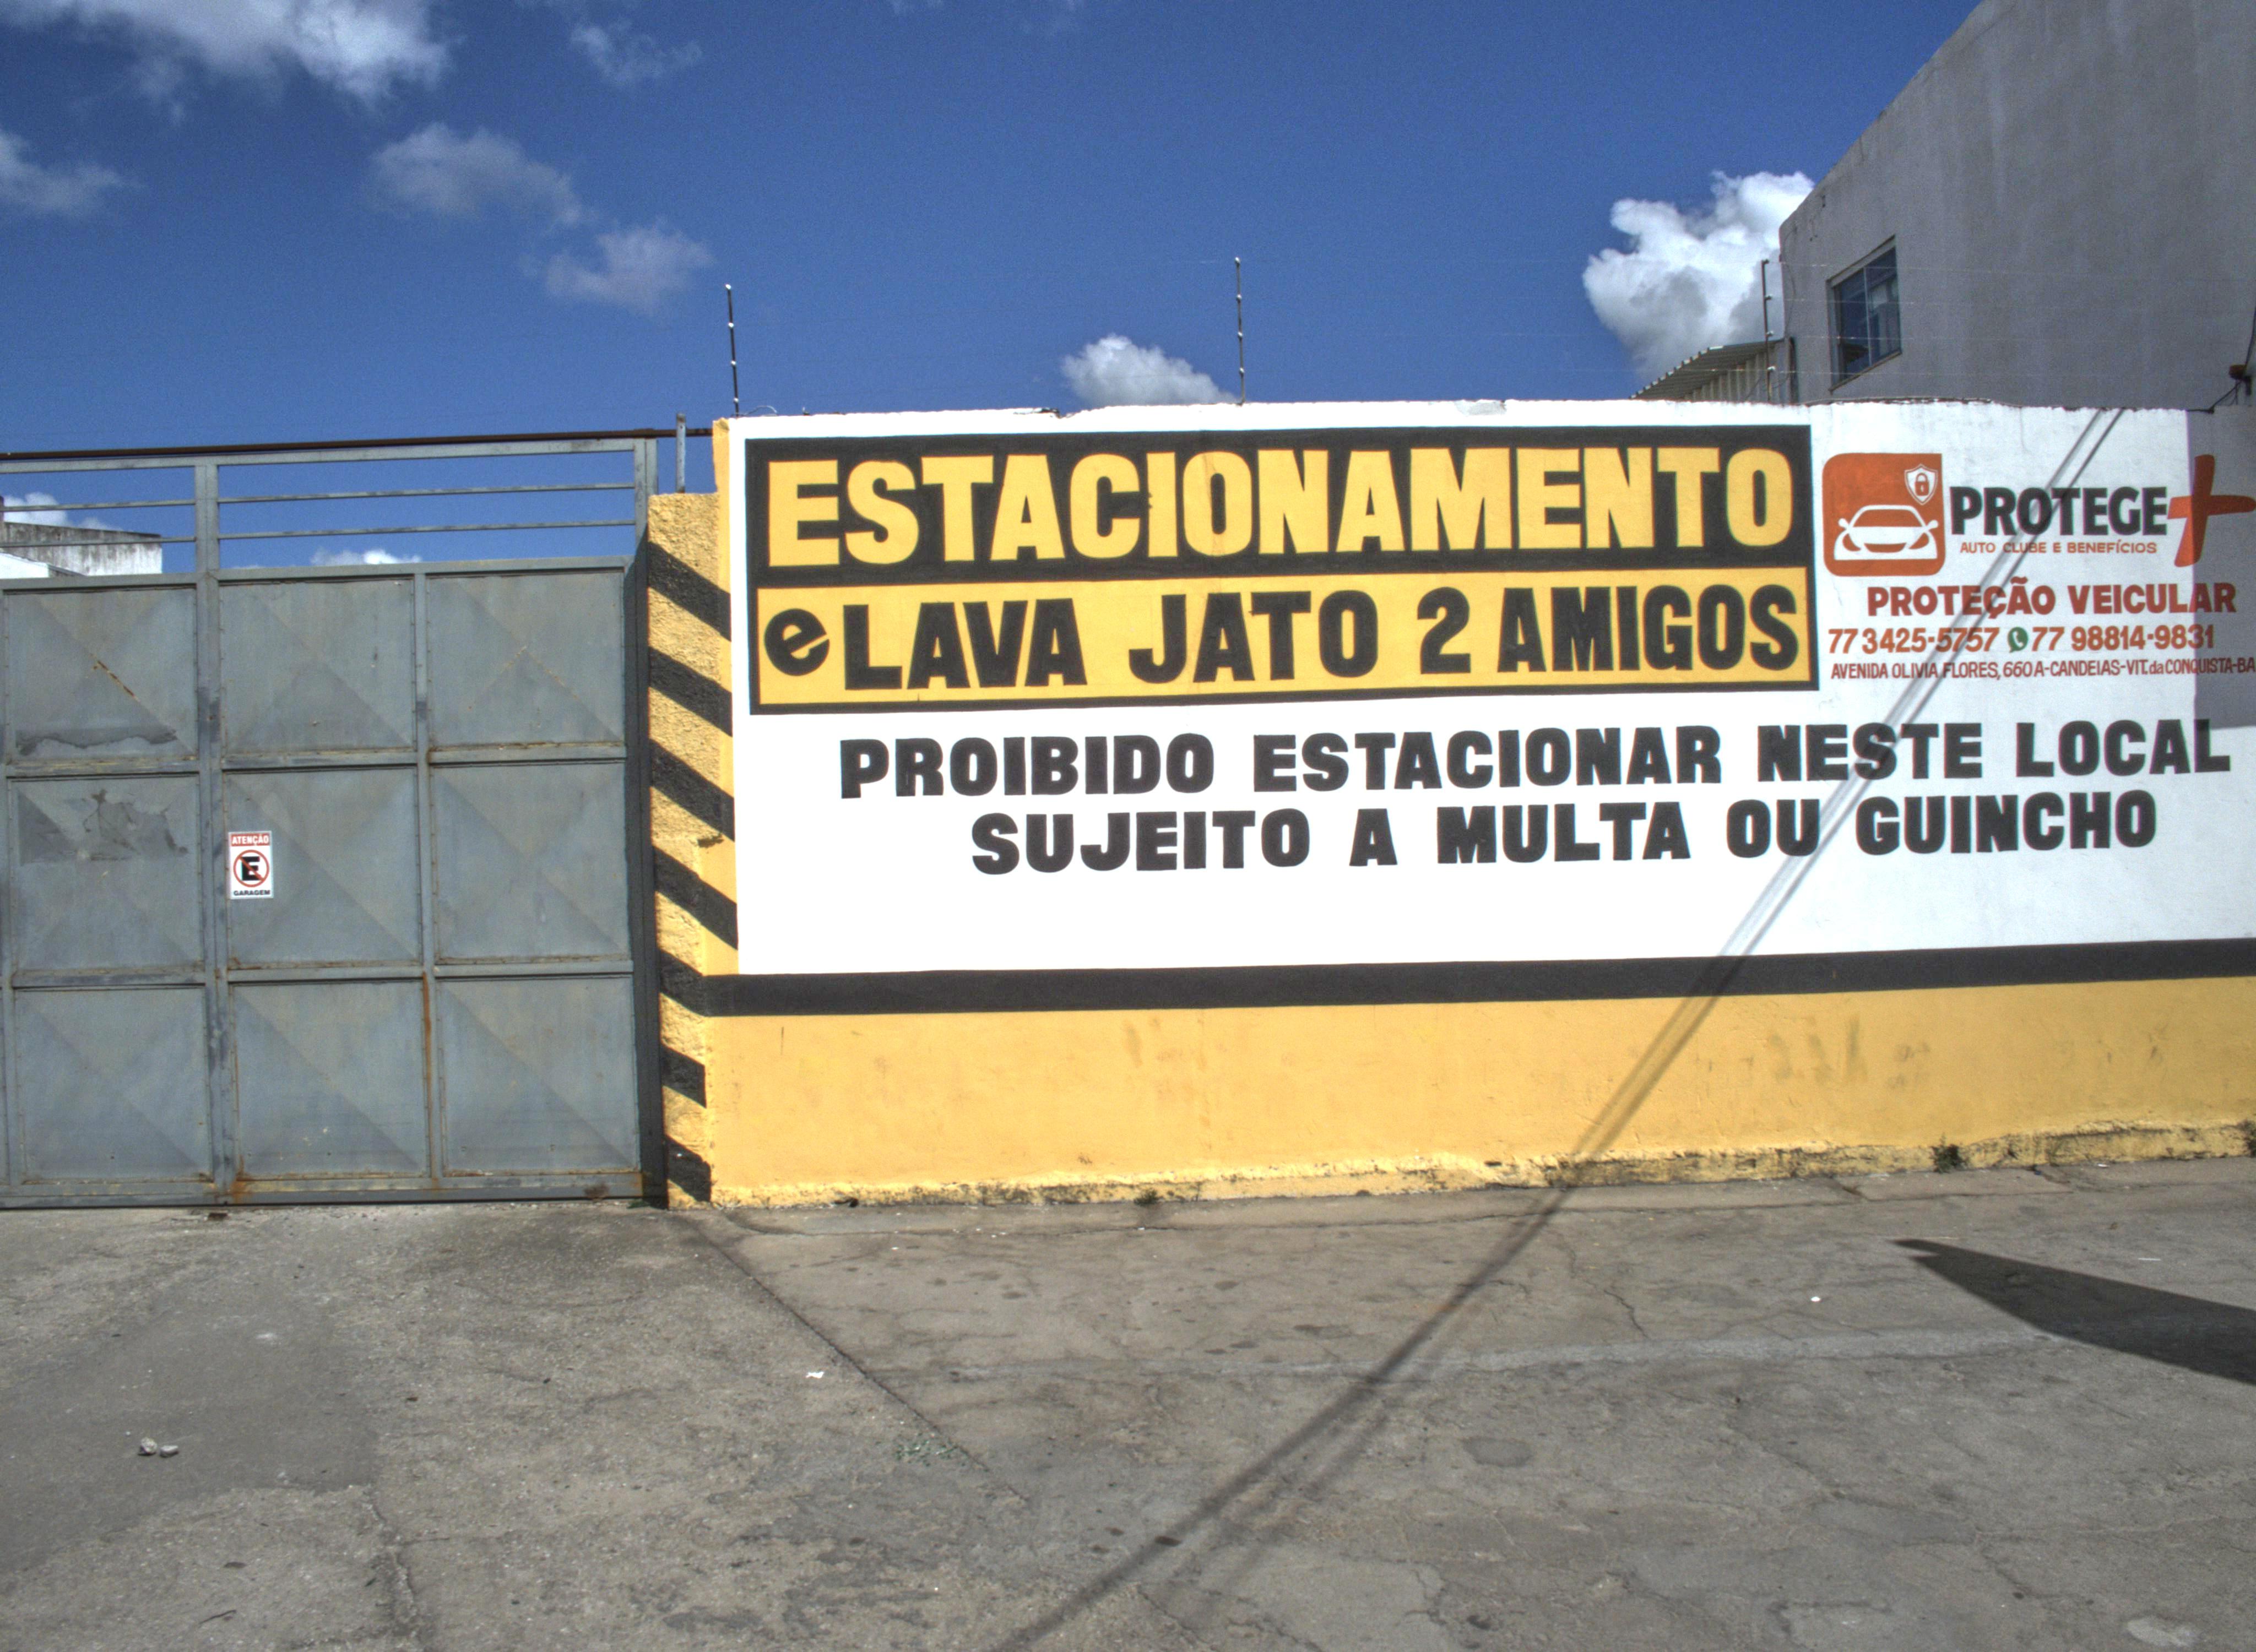 ESTACIONAMENTO
e LAVA JATO 2 AMIGOS
PROIBIDO ESTACIONAR NESTE LOCAL
SUJEITO A MULTA OU GUINCHO
PROTEGE+
AUTO CLUBE E BENEFÍCIOS
PROTEÇÃO VEICULAR
77 3425-5757 77 98814-9831
AVENIDA OLIVIA FLORES, 660 A-CANDEIAS-VIT. da CONQUISTA-BA
ATENÇÃO
E
GARAGEM